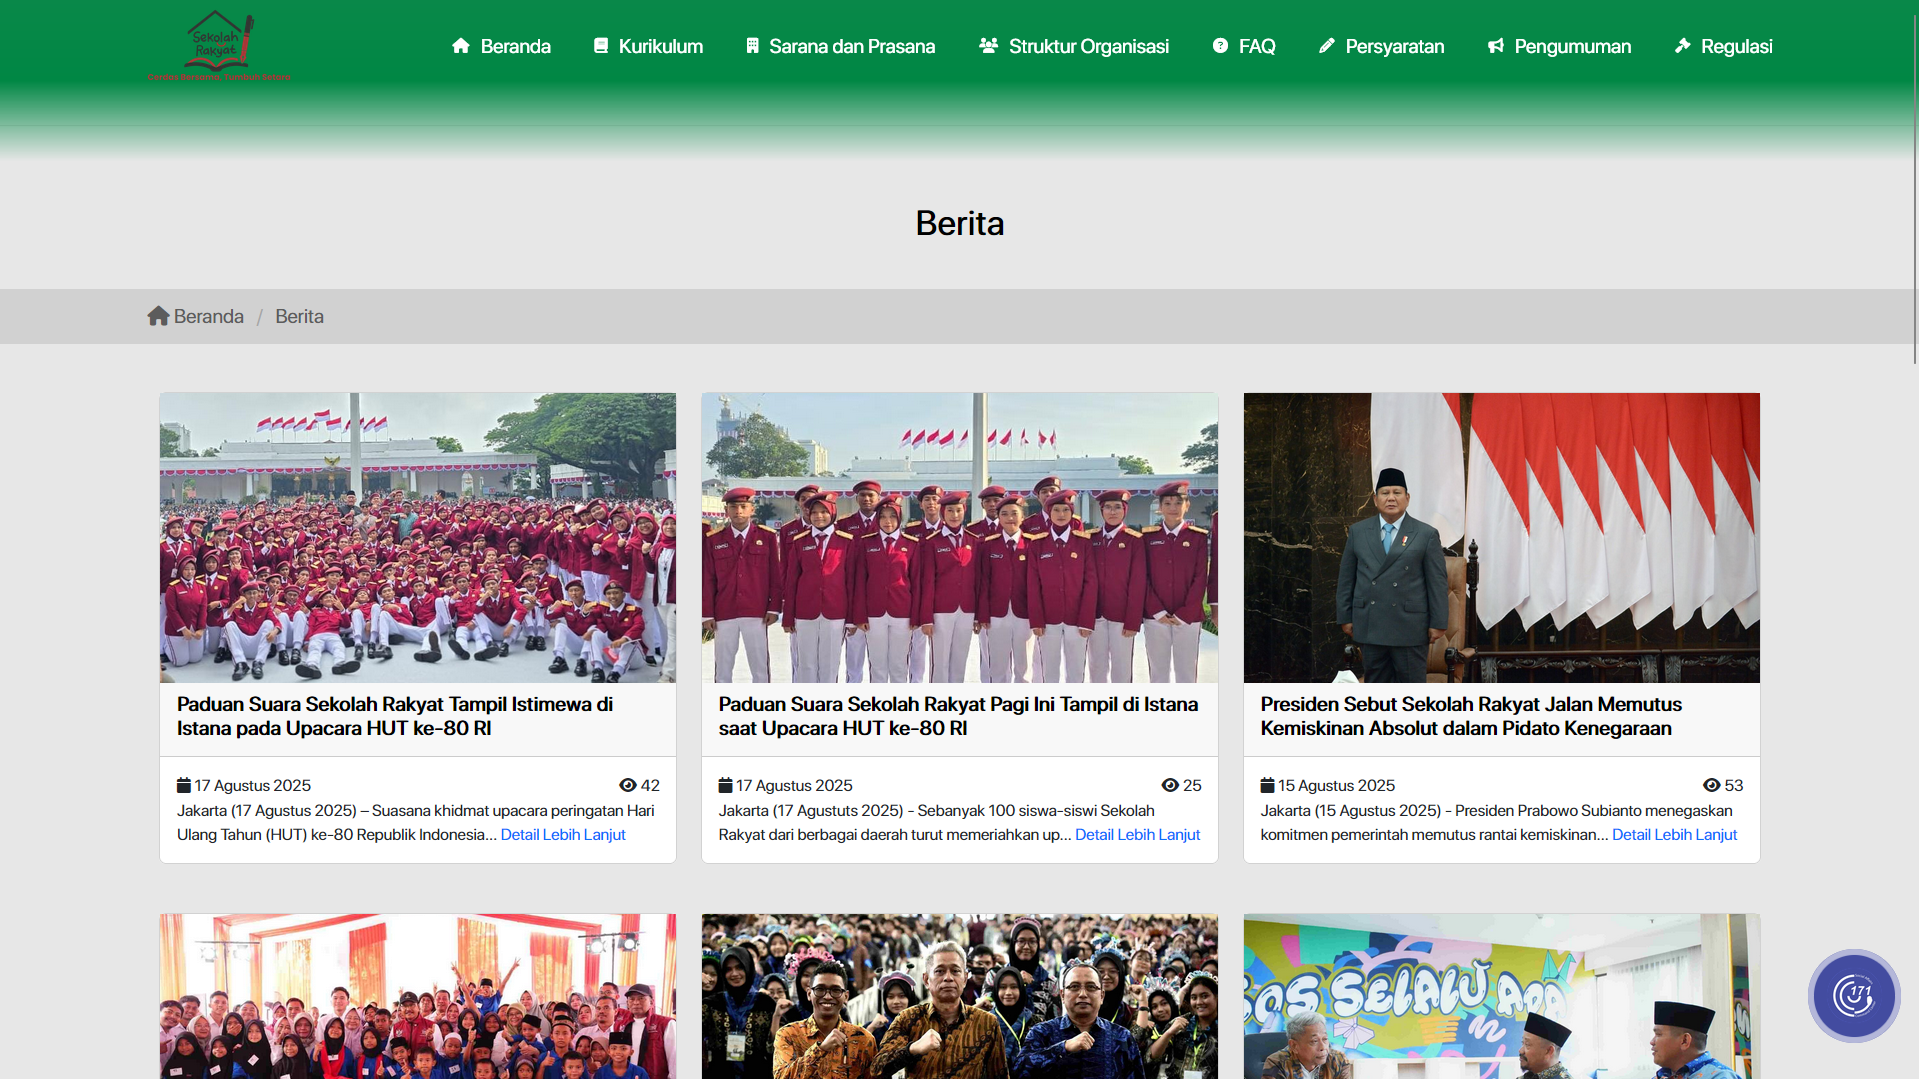 Sekolah
Rakyat
Beranda
Kurikulum
Sarana dan Prasana
Struktur Organisasi
FAQ
Persyaratan
Pengumuman
Regulasi
Berita
Beranda / Berita
Paduan Suara Sekolah Rakyat Tampil Istimewa di
Istana pada Upacara HUT ke-80 RI
17 Agustus 2025
42
Jakarta (17 Agustus 2025) – Suasana khidmat upacara peringatan Hari
Ulang Tahun (HUT) ke-80 Republik Indonesia... Detail Lebih Lanjut
Paduan Suara Sekolah Rakyat Pagi Ini Tampil di Istana
saat Upacara HUT ke-80 RI
17 Agustus 2025
25
Jakarta (17 Agustuts 2025) - Sebanyak 100 siswa-siswi Sekolah
Rakyat dari berbagai daerah turut memeriahkan up... Detail Lebih Lanjut
Presiden Sebut Sekolah Rakyat Jalan Memutus
Kemiskinan Absolut dalam Pidato Kenegaraan
15 Agustus 2025
53
Jakarta (15 Agustus 2025) - Presiden Prabowo Subianto menegaskan
komitmen pemerintah memutus rantai kemiskinan... Detail Lebih Lanjut
SELALU ADA
171